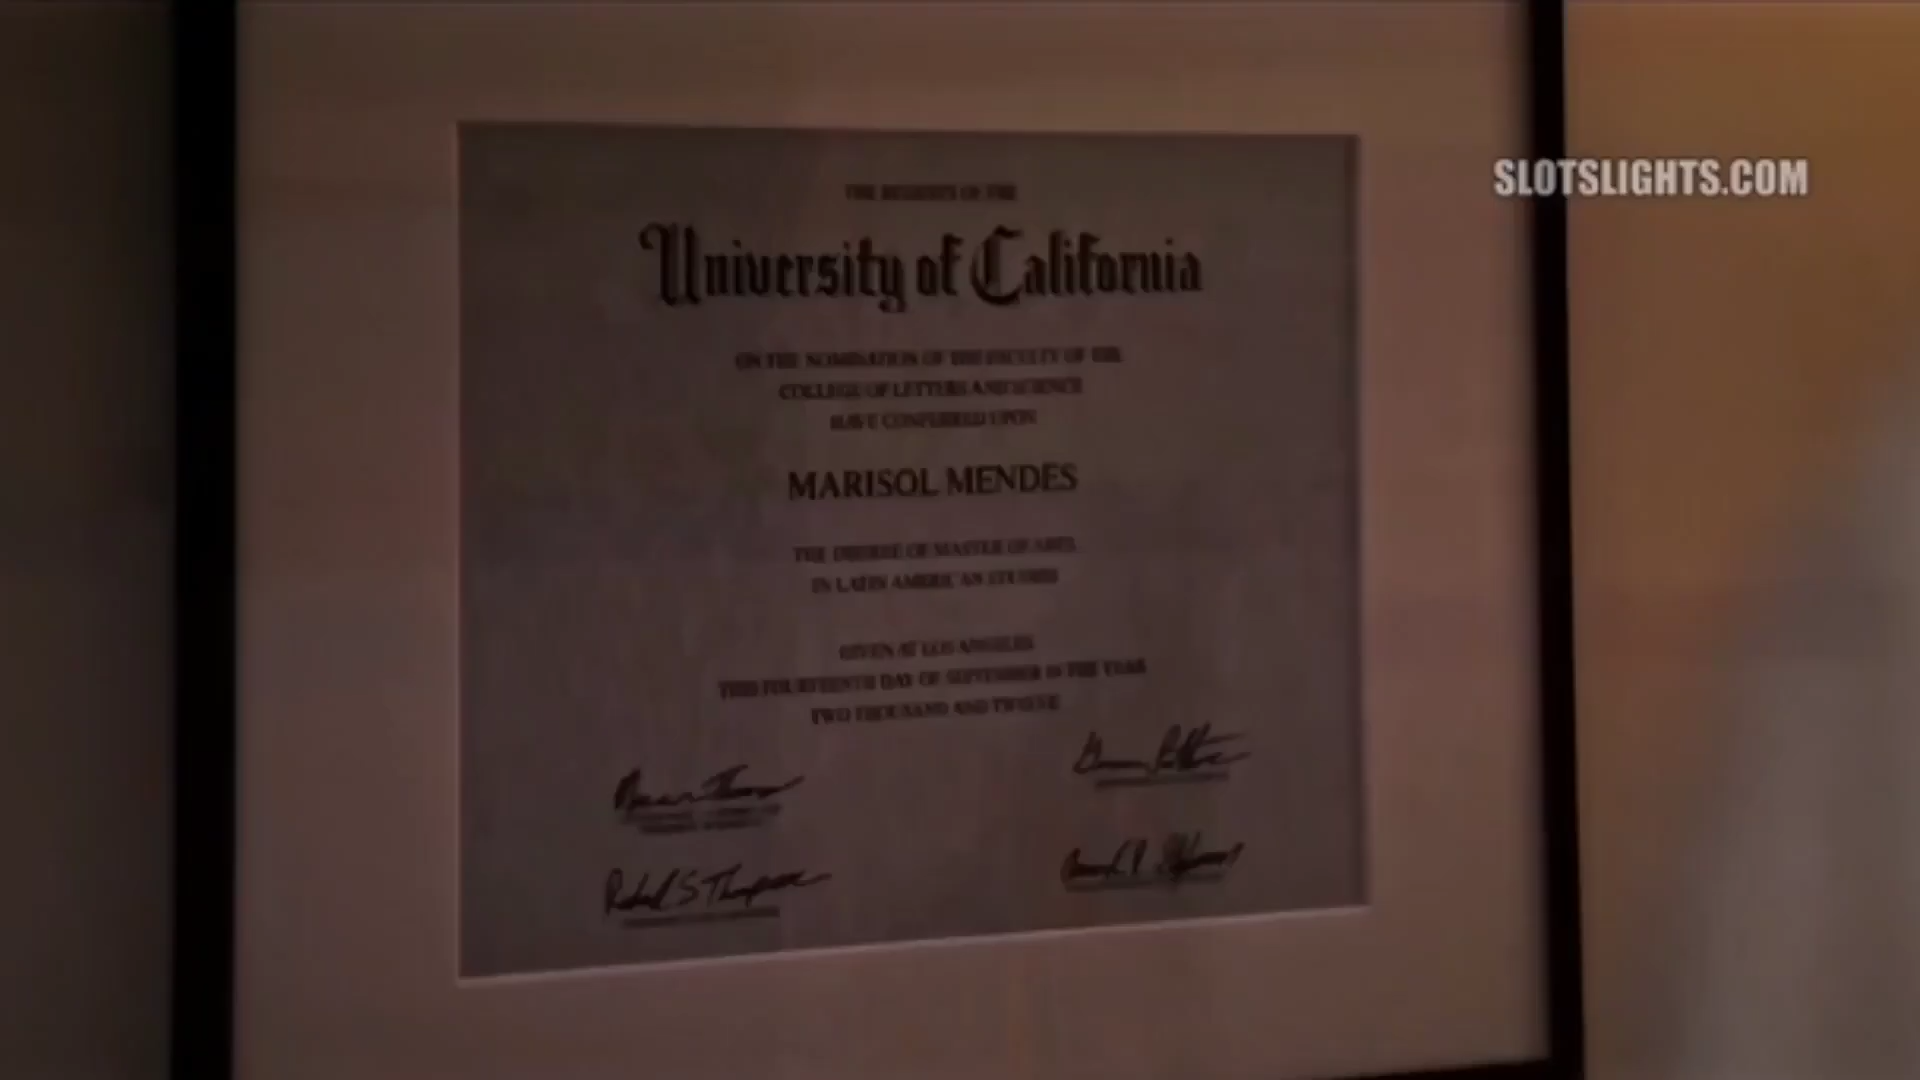 SLOTSLIGHTS.COM
THE REGENTS OF THE
University of California
ON THE NOMINATION OF THE FACULTY OF THE
COLLEGE OF LETTERS AND SCIENCE
HAVE CONFERRED UPON
MARISOL MENDES
THE DEGREE OF MASTER OF ARTS
IN LATIN AMERICAN STUDIES
GIVEN AT LOS ANGELES
THIS FOURTEENTH DAY OF SEPTEMBER IN THE YEAR
TWO THOUSAND AND TWELVE